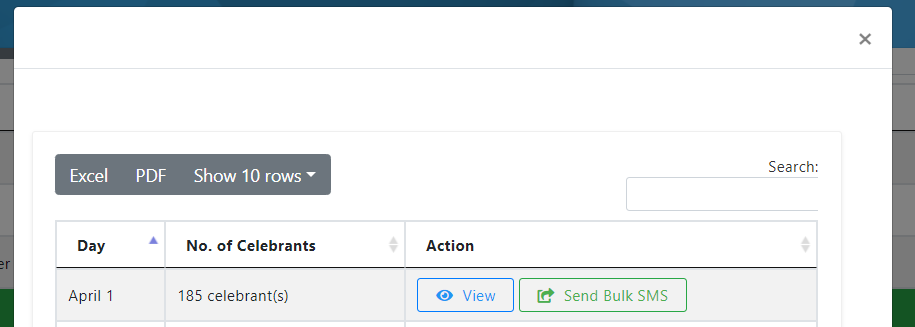 ×
Excel PDF Show 10 rows
Search:
Day No. of Celebrants Action
April 1 185 celebrant(s) View Send Bulk SMS
er